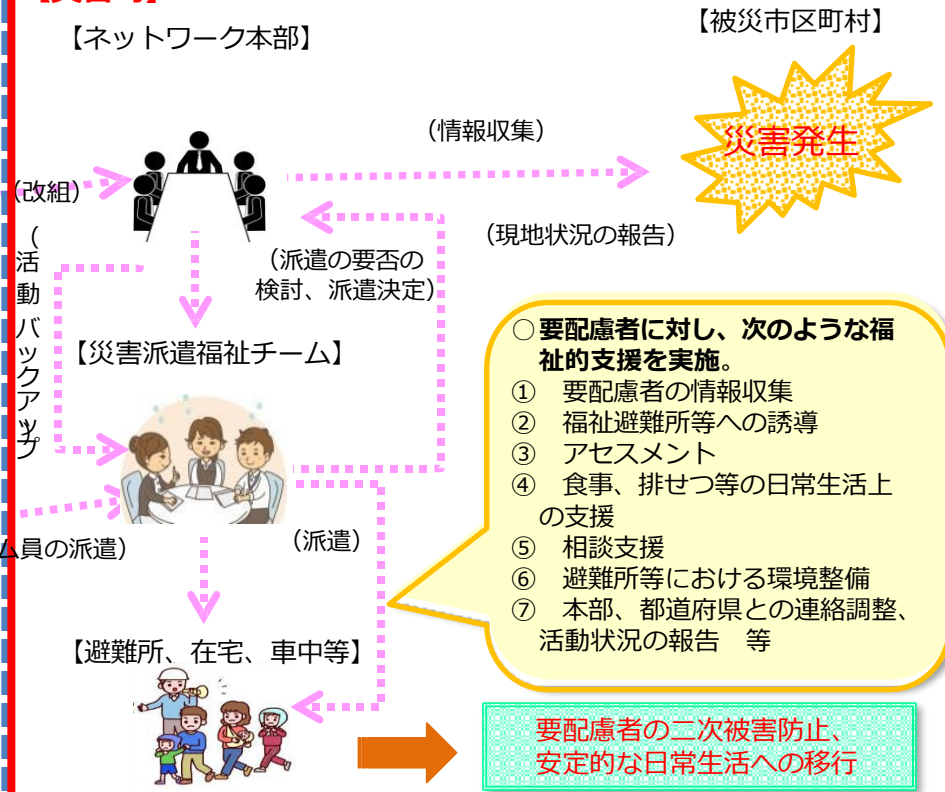 【ネットワーク本部】
【被災市区町村】
災害発生
（情報収集）
（改組）
（現地状況の報告）
（派遣の要否の
検討、派遣決定）
（活動バックアップ
【災害派遣福祉チーム】
○要配慮者に対し、次のような福
祉的支援を実施。
① 要配慮者の情報収集
② 福祉避難所等への誘導
③ アセスメント
④ 食事、排せつ等の日常生活上
の支援
⑤ 相談支援
⑥ 避難所等における環境整備
⑦ 本部、都道府県との連絡調整、
活動状況の報告 等
員の派遣）
（派遣）
【避難所、在宅、車中等】
要配慮者の二次被害防止、
安定的な日常生活への移行